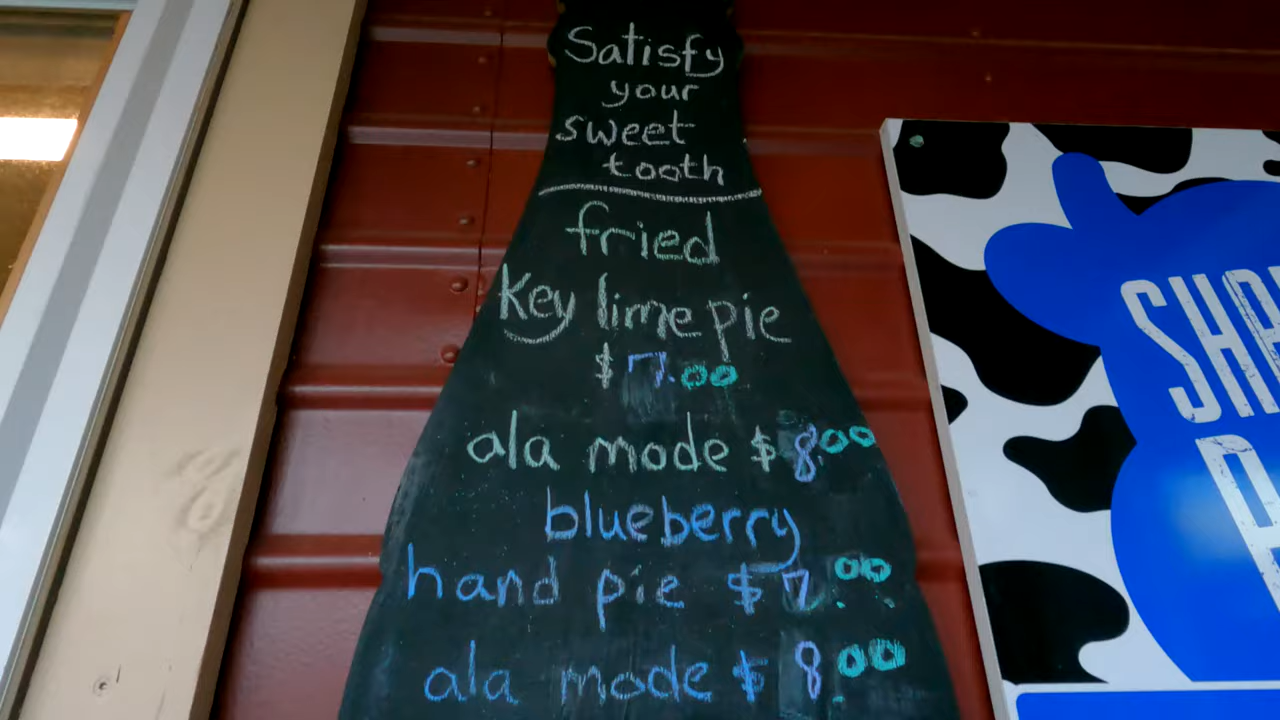 Satisfy
your
sweet
tooth
fried
Key lime pie
$7.00
ala mode $8.00
blueberry
hand pie $7.00
ala mode $8.00